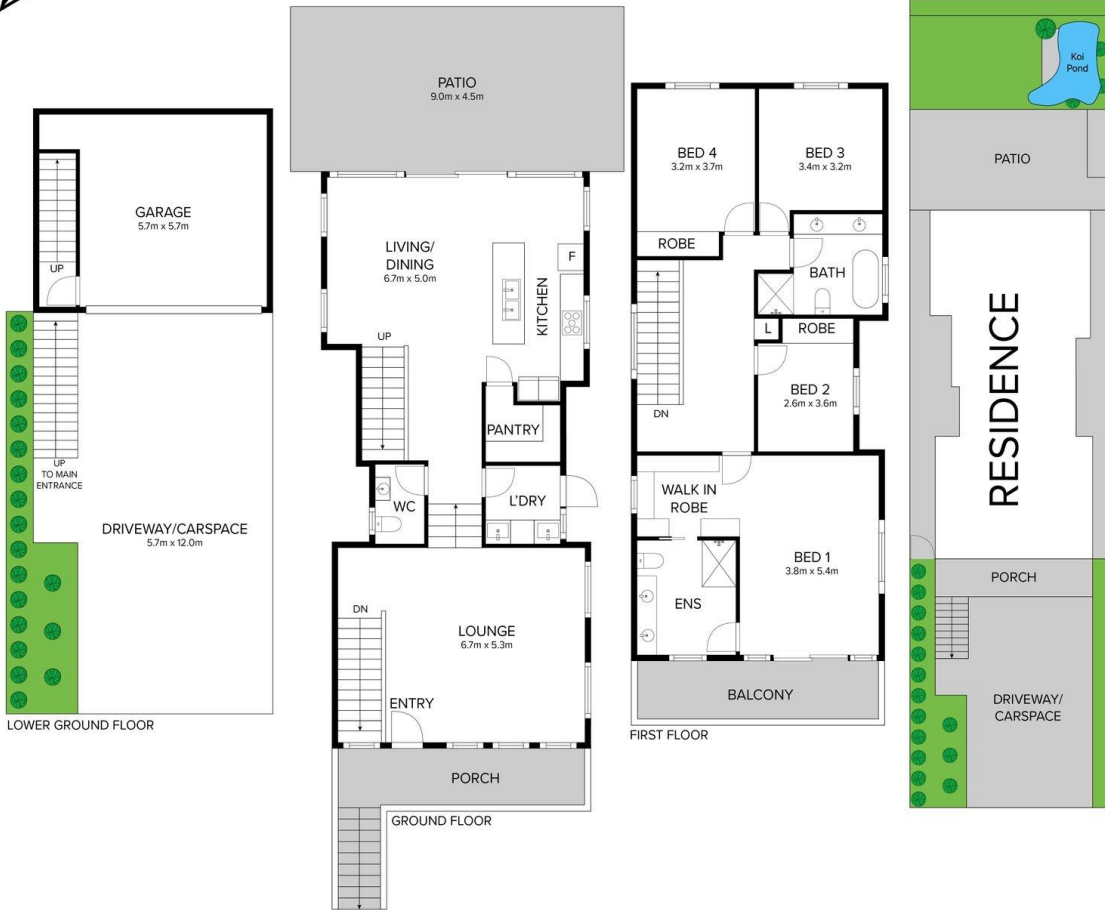 GARAGE
5.7m x 5.7m
UP
UP
TO MAIN
ENTRANCE
DRIVEWAY/CARSPACE
5.7m x 12.0m
LOWER GROUND FLOOR
PATIO
9.0m x 4.5m
LIVING/
DINING
6.7m x 5.0m
F
KITCHEN
UP
PANTRY
WC
L'DRY
DN
LOUNGE
6.7m x 5.3m
ENTRY
PORCH
GROUND FLOOR
BED 4
3.2m x 3.7m
BED 3
3.4m x 3.2m
ROBE
BATH
L
ROBE
BED 2
2.6m x 3.6m
DN
WALK IN
ROBE
BED 1
3.8m x 5.4m
ENS
BALCONY
FIRST FLOOR
Koi
Pond
PATIO
RESIDENCE
PORCH
DRIVEWAY/
CARSPACE